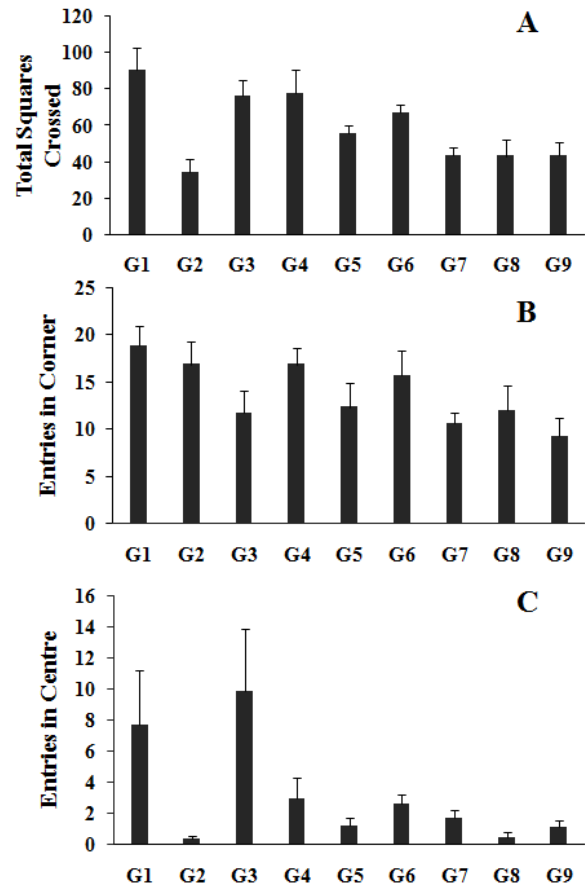 A
Total Squares
Crossed
120
100
80
60
40
20
0
G1 G2 G3 G4 G5 G6 G7 G8 G9
B
Entries in Corner
25
20
15
10
5
0
G1 G2 G3 G4 G5 G6 G7 G8 G9
C
Entries in Centre
16
14
12
10
8
6
4
2
0
G1 G2 G3 G4 G5 G6 G7 G8 G9